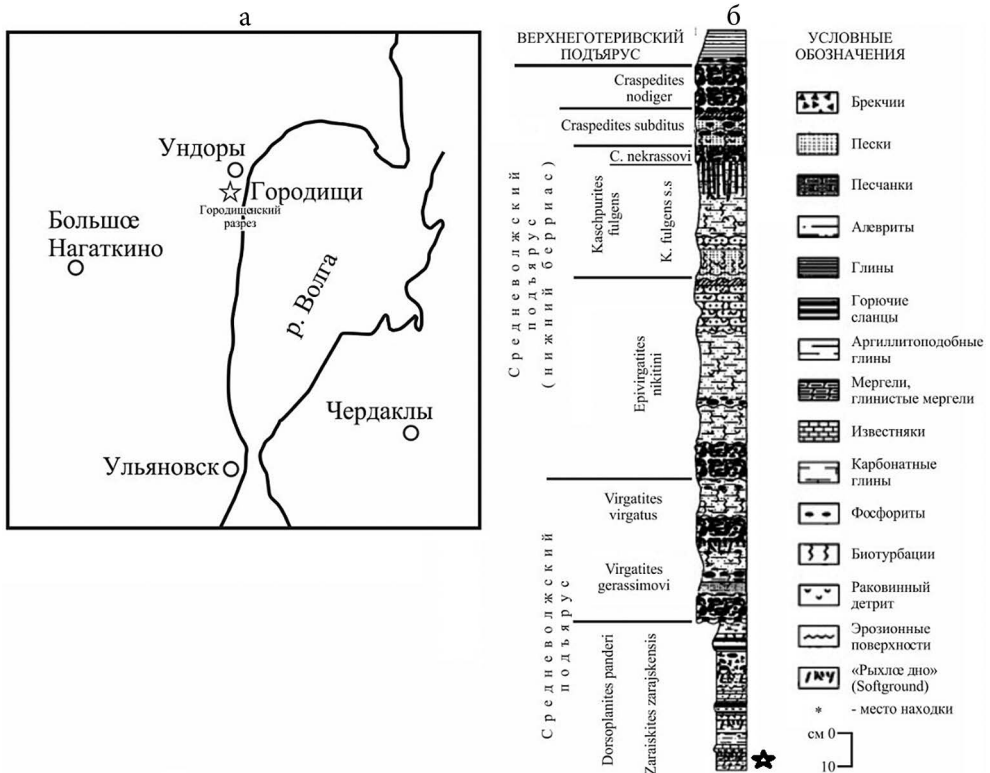 а
Ундоры
Городищи
Городищенский
разрез
Большое
Нагаткино
р. Волга
Чердаклы
Ульяновск
б
ВЕРХНЕГОТЕРИВСКИЙ
ПОДЪЯРУС
Craspedites
nodiger
Craspedites subditus
C. nekrassovi
Kaschpurites
fulgens
K. fulgens s.s
Средневолжский
подъярус
(нижний берриас)
Epivirgatites
nikitini
Virgatites
virgatus
Virgatites
gerassimovi
Средневолжский
подъярус
Dorsoplanites panderi
Zaraiskites zarajskensis
УСЛОВНЫЕ
ОБОЗНАЧЕНИЯ
Брекчии
Пески
Песчанки
Алевриты
Глины
Горючие
сланцы
Аргиллитоподобные
глины
Мергели,
глинистые мергели
Известняки
Карбонатные
глины
Фосфориты
Биотурбации
Раковинный
детрит
Эрозионные
поверхности
«Рыхлое дно»
(Softground)
* - место находки
см 0
10